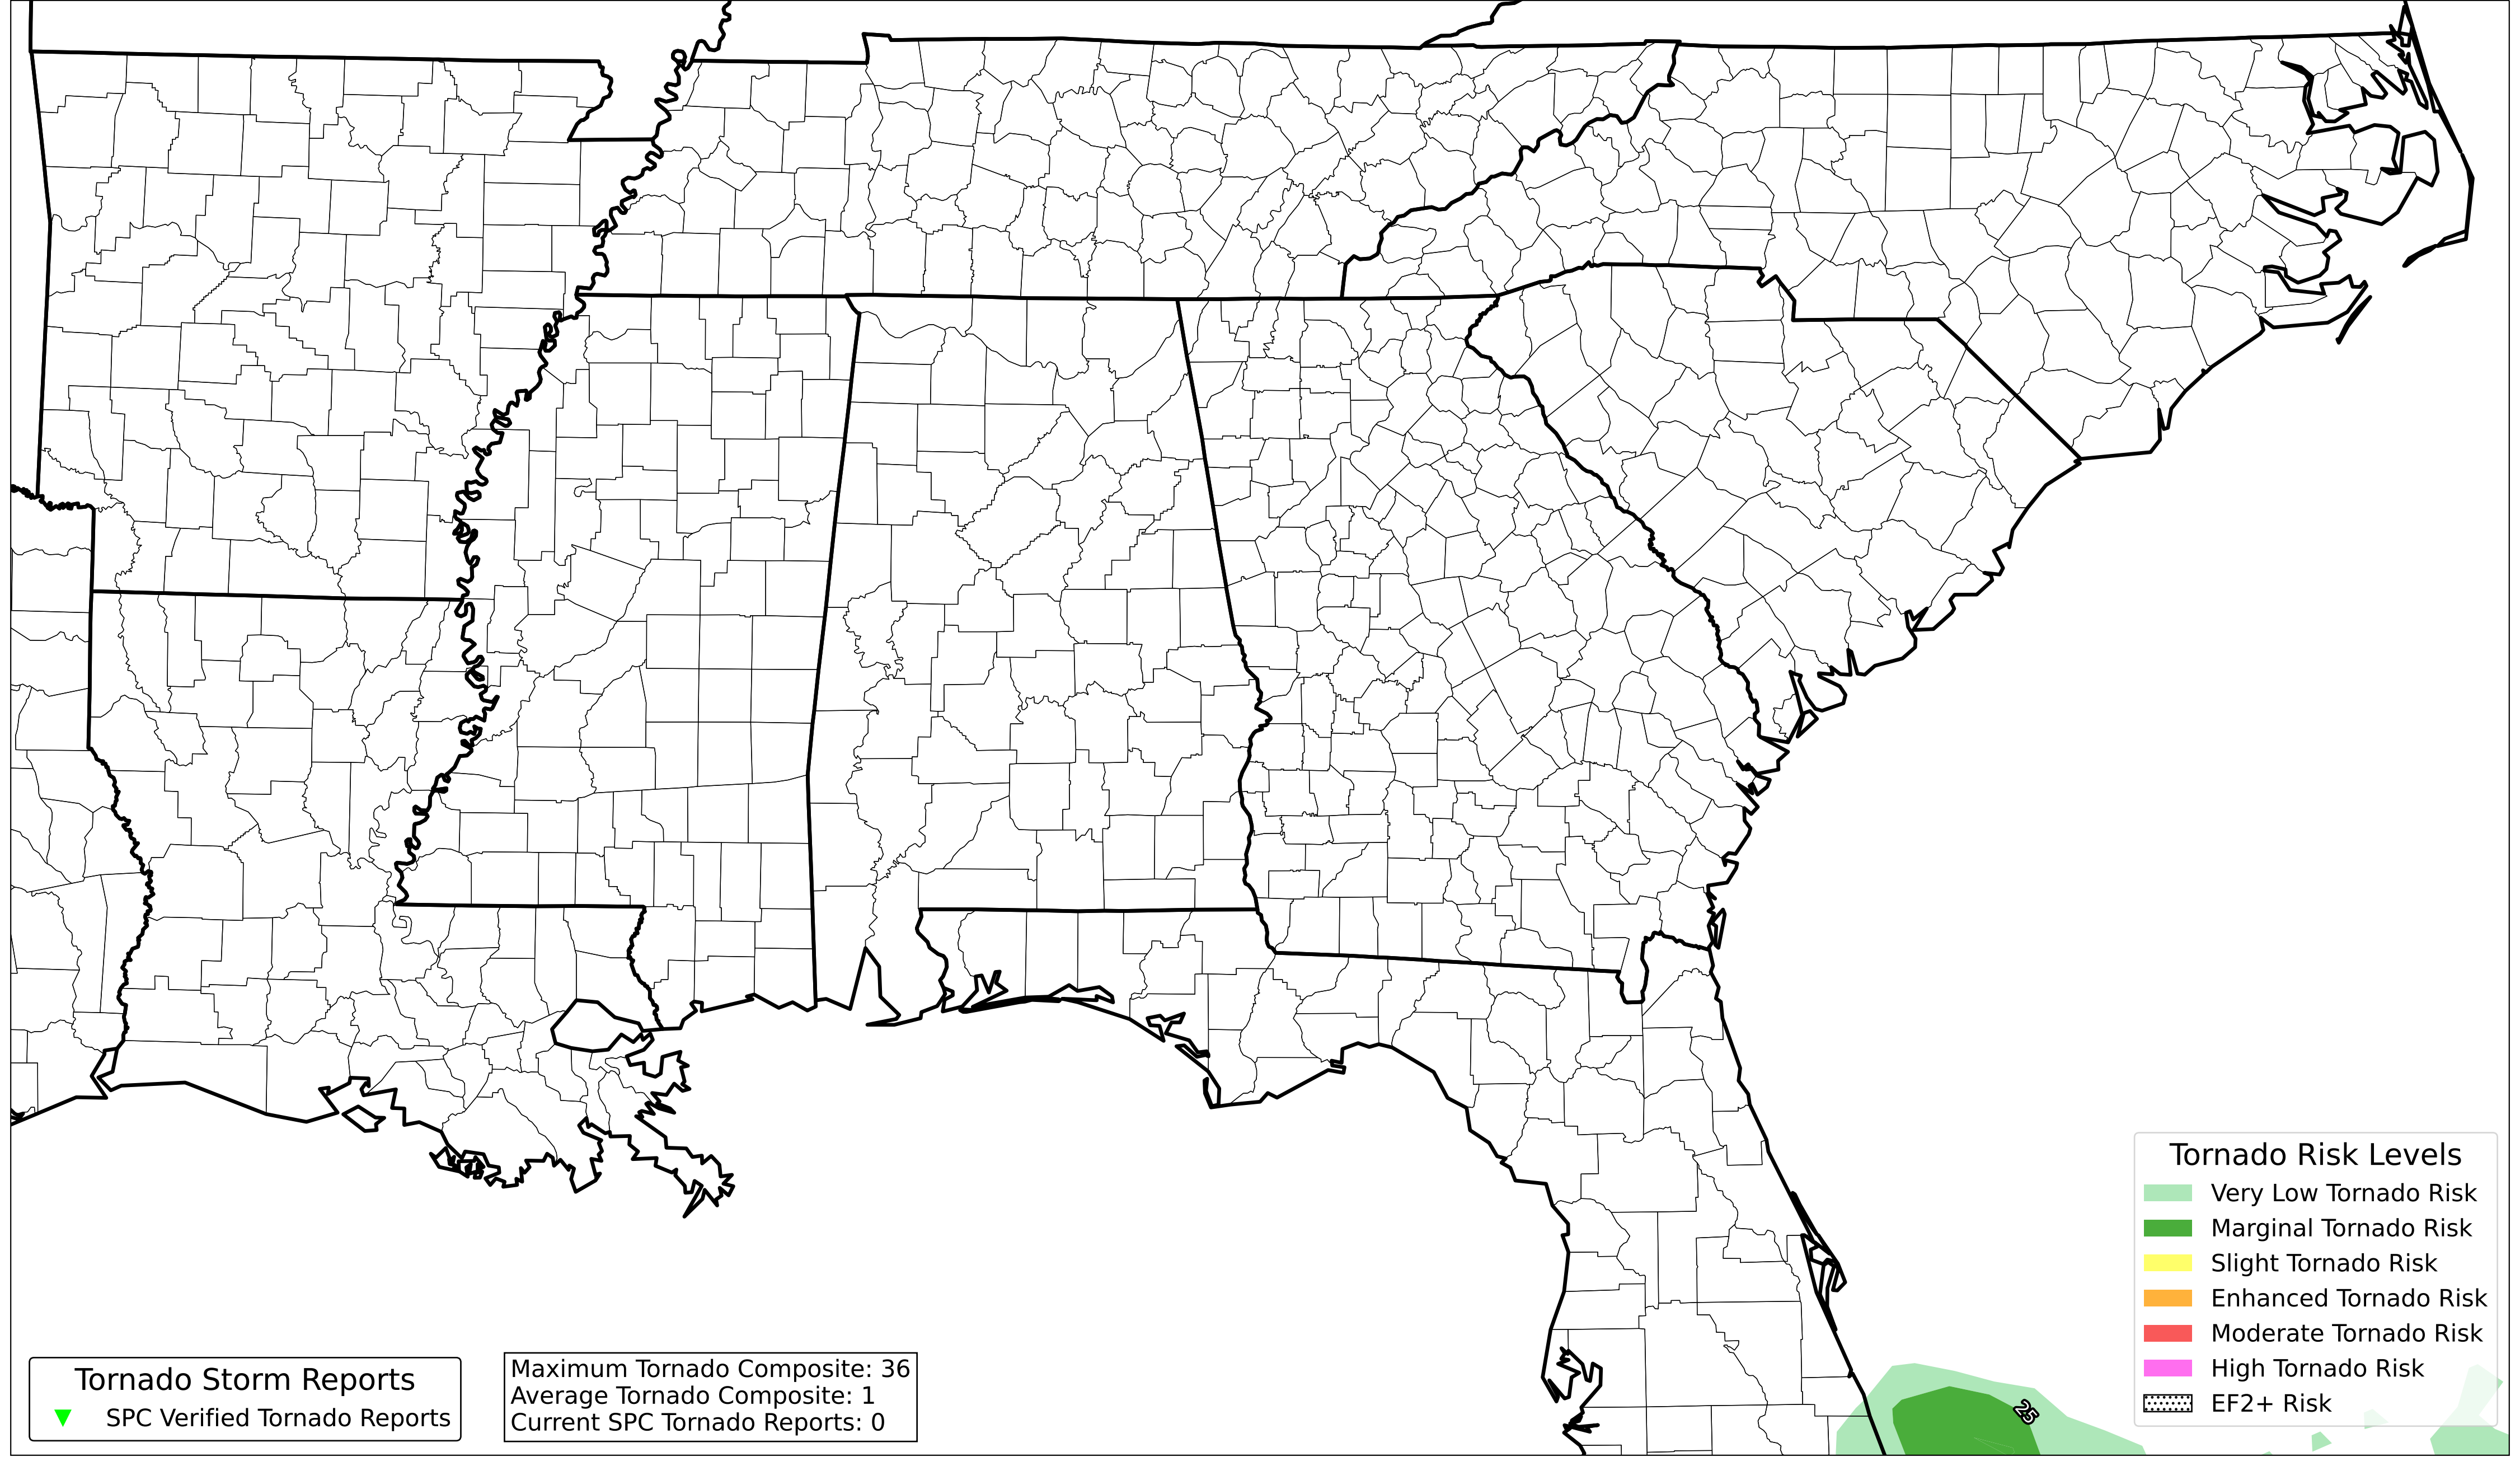 25
Tornado Risk Levels
Very Low Tornado Risk
Marginal Tornado Risk
Slight Tornado Risk
Enhanced Tornado Risk
Moderate Tornado Risk
High Tornado Risk
EF2+ Risk
Tornado Storm Reports
SPC Verified Tornado Reports
Maximum Tornado Composite: 36
Average Tornado Composite: 1
Current SPC Tornado Reports: 0